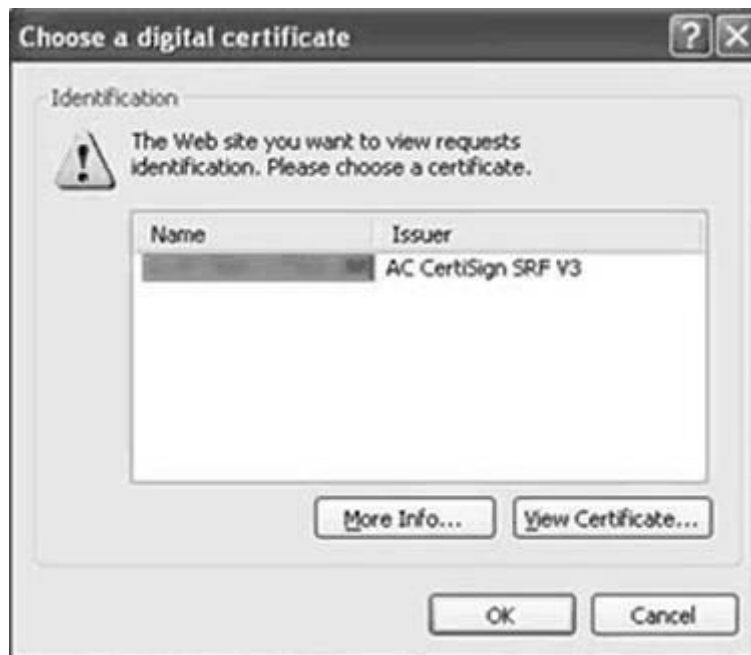 Choose a digital certificate
Identification
The Web site you want to view requests
identification. Please choose a certificate.
Name Issuer
AC CertiSign SRF V3
More Info... View Certificate...
OK Cancel